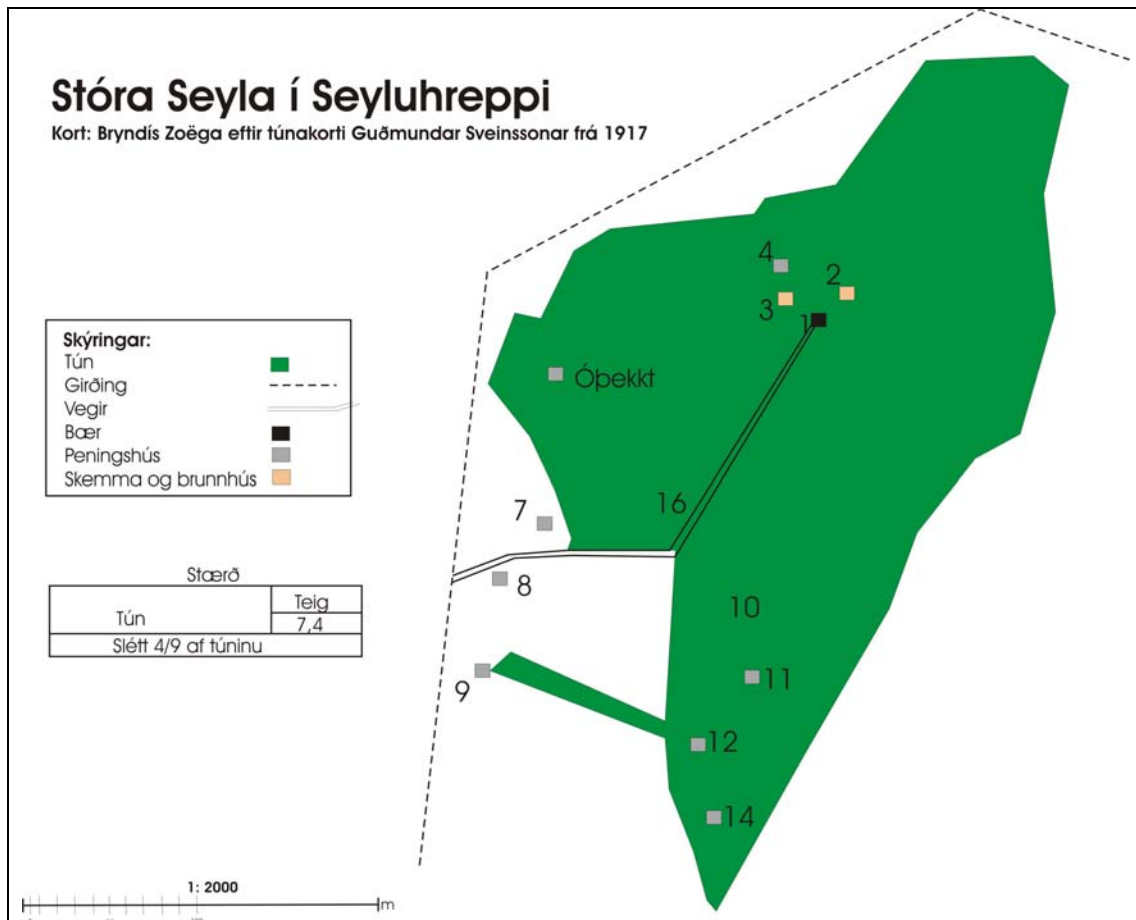 Stóra Seyla í Seyluhreppi
Kort: Bryndís Zoëga eftir túnakorti Guðmundar Sveinssonar frá 1917
4
2
3
1
Óþekkt
Skýringar:
Tún
Girðing
Vegir
Bær
Peningshús
Skemma og brunnhús
16
7
8
Stærð
Teig
Tún
7,4
Slétt 4/9 af túninu
10
11
9
12
14
1: 2000
m